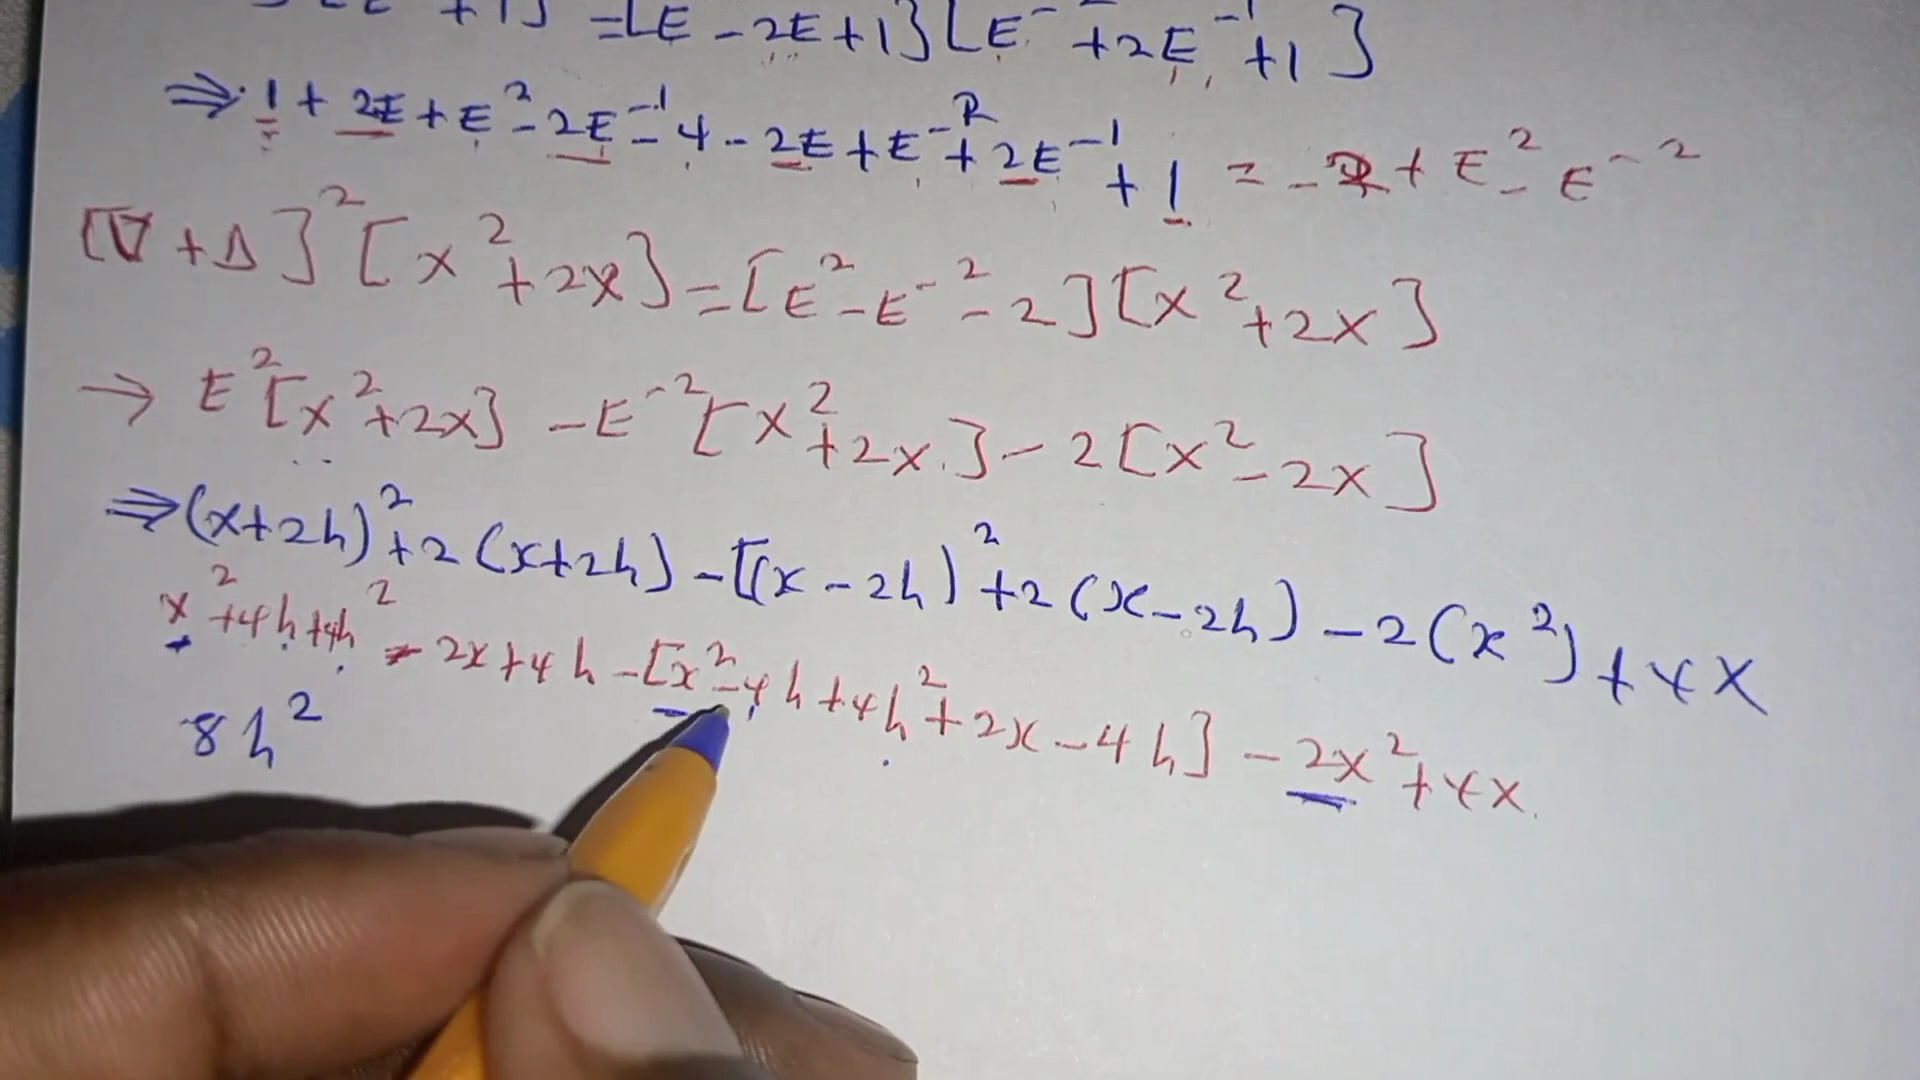 +1] = [E - 2E + 1][E⁻² + 2E⁻¹ + 1]
⇒ 1 + 2E + E² - 2E⁻¹ - 4 - 2E + E⁻² + 2E⁻¹ + 1 = -2 + E² - E⁻²
[∇ + Δ]² [x² + 2x] = [E² - E⁻² - 2][x² + 2x]
→ E²[x² + 2x] - E⁻²[x² + 2x] - 2[x² - 2x]
⇒ (x+2h)² + 2(x+2h) - [(x-2h)² + 2(x-2h) - 2(x²) + 4x
x² + 4h + 4h² - 2x + 4h - [x² - 4h + 4h² + 2x - 4h] - 2x² + 4x
8h²